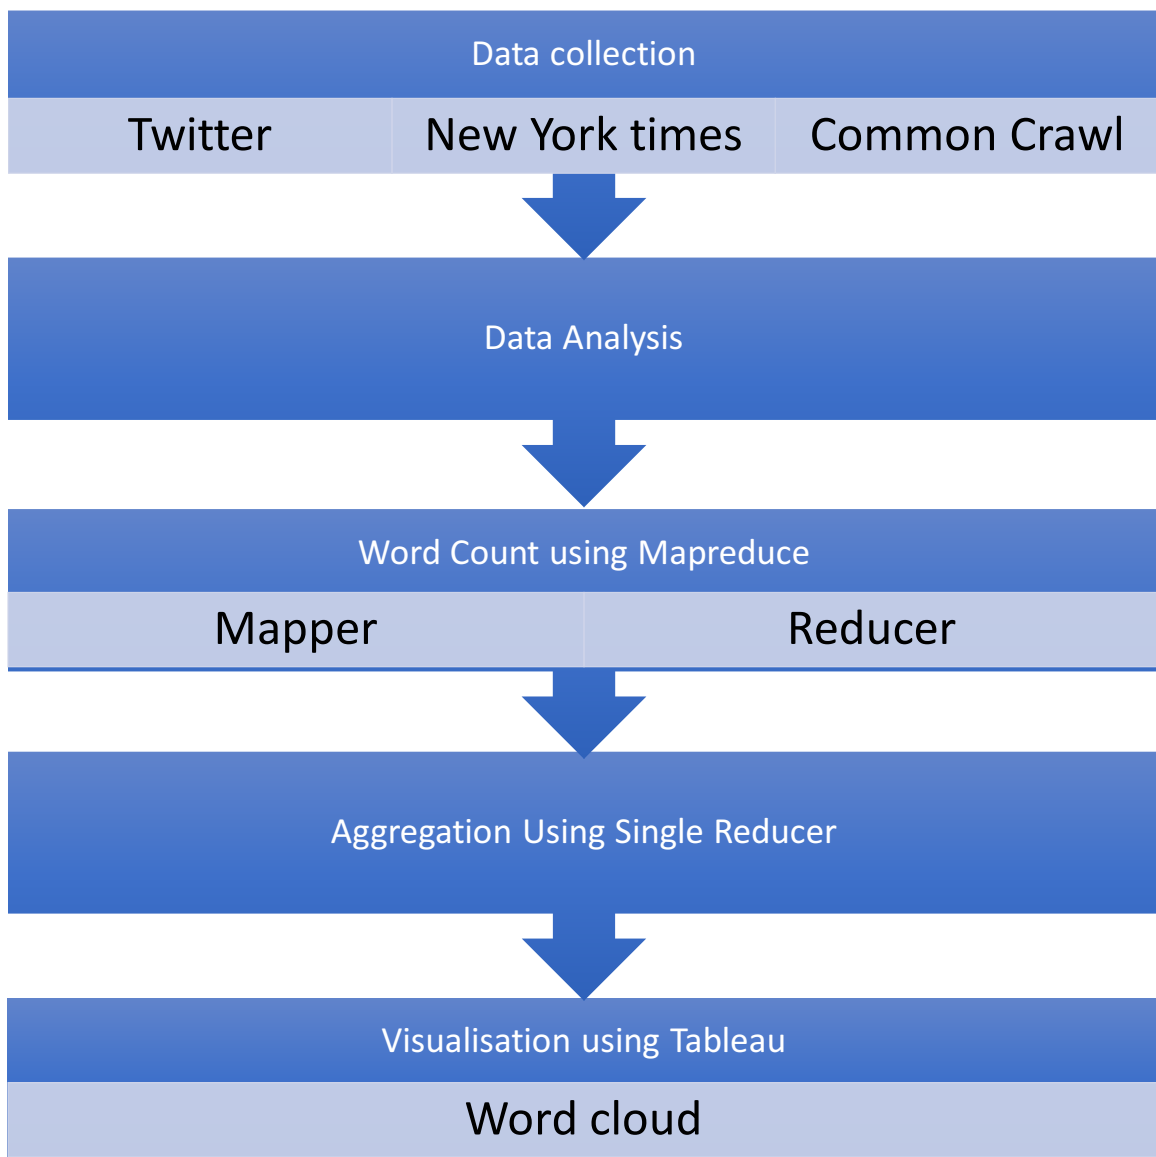 Data collection
Twitter New York times Common Crawl
Data Analysis
Word Count using Mapreduce
Mapper Reducer
Aggregation Using Single Reducer
Visualisation using Tableau
Word cloud